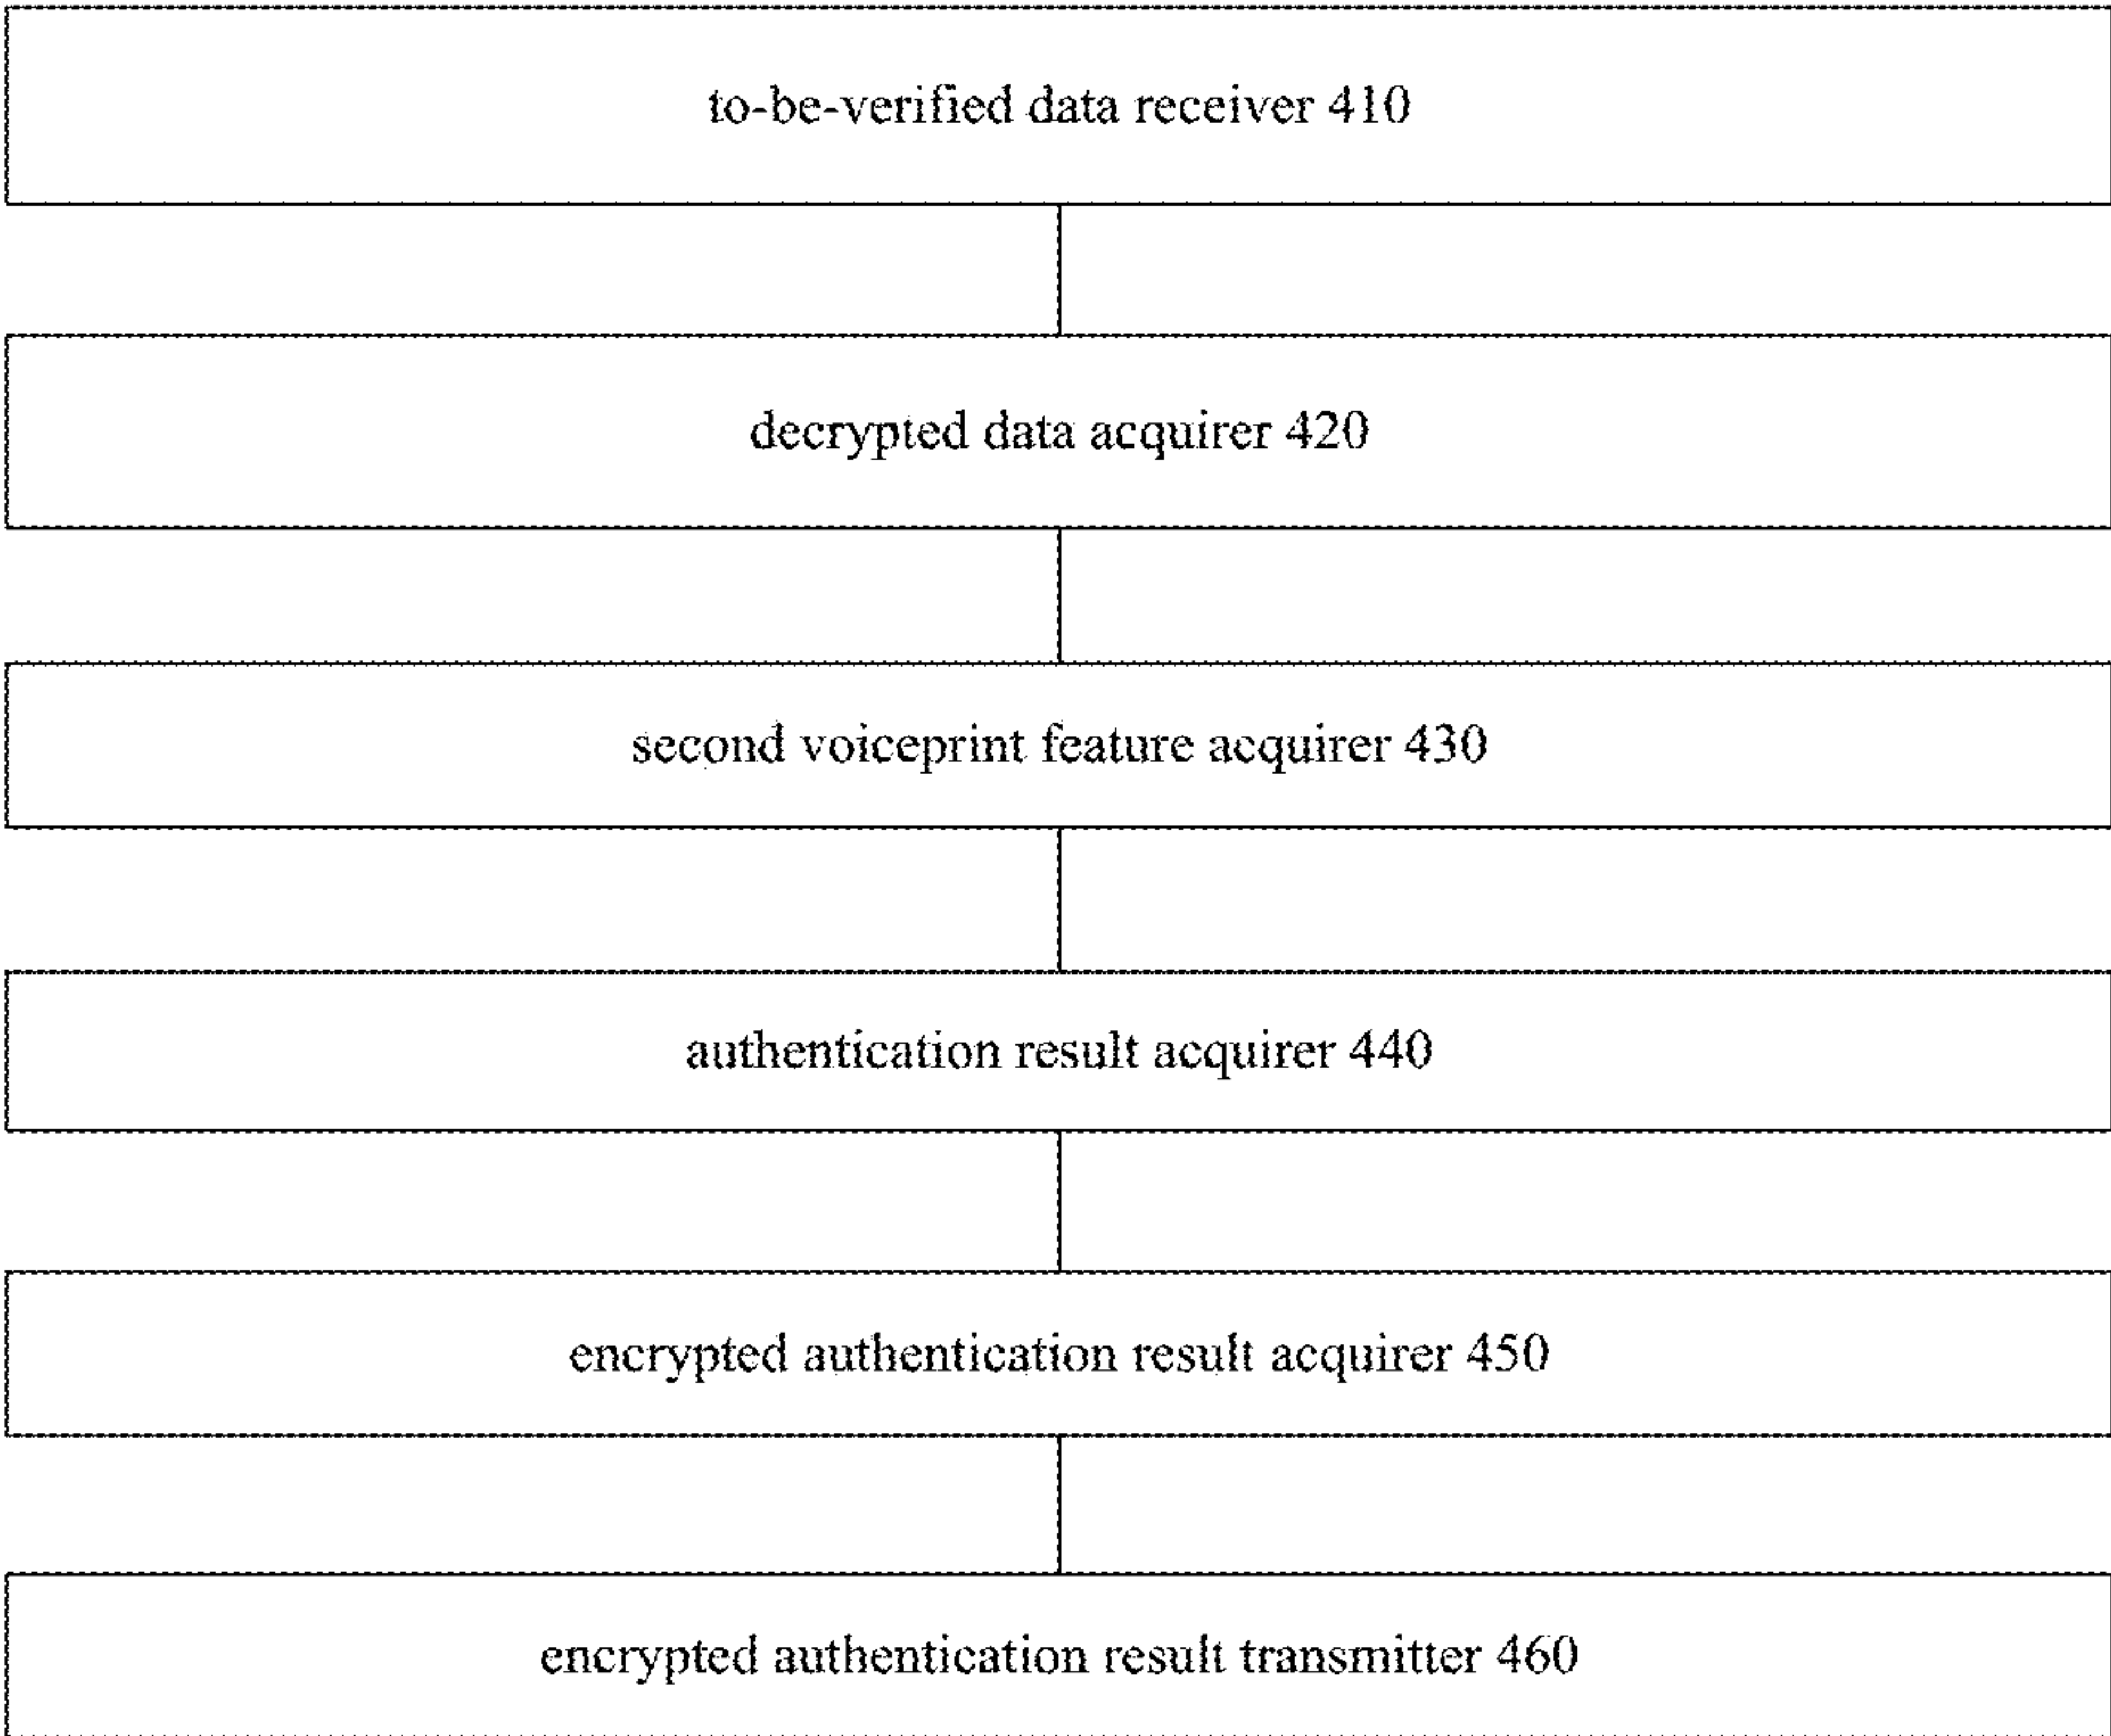 to-be-verified data receiver 410
decrypted data acquirer 420
second voiceprint feature acquirer 430
authentication result acquirer 440
encrypted authentication result acquirer 450
encrypted authentication result transmitter 460